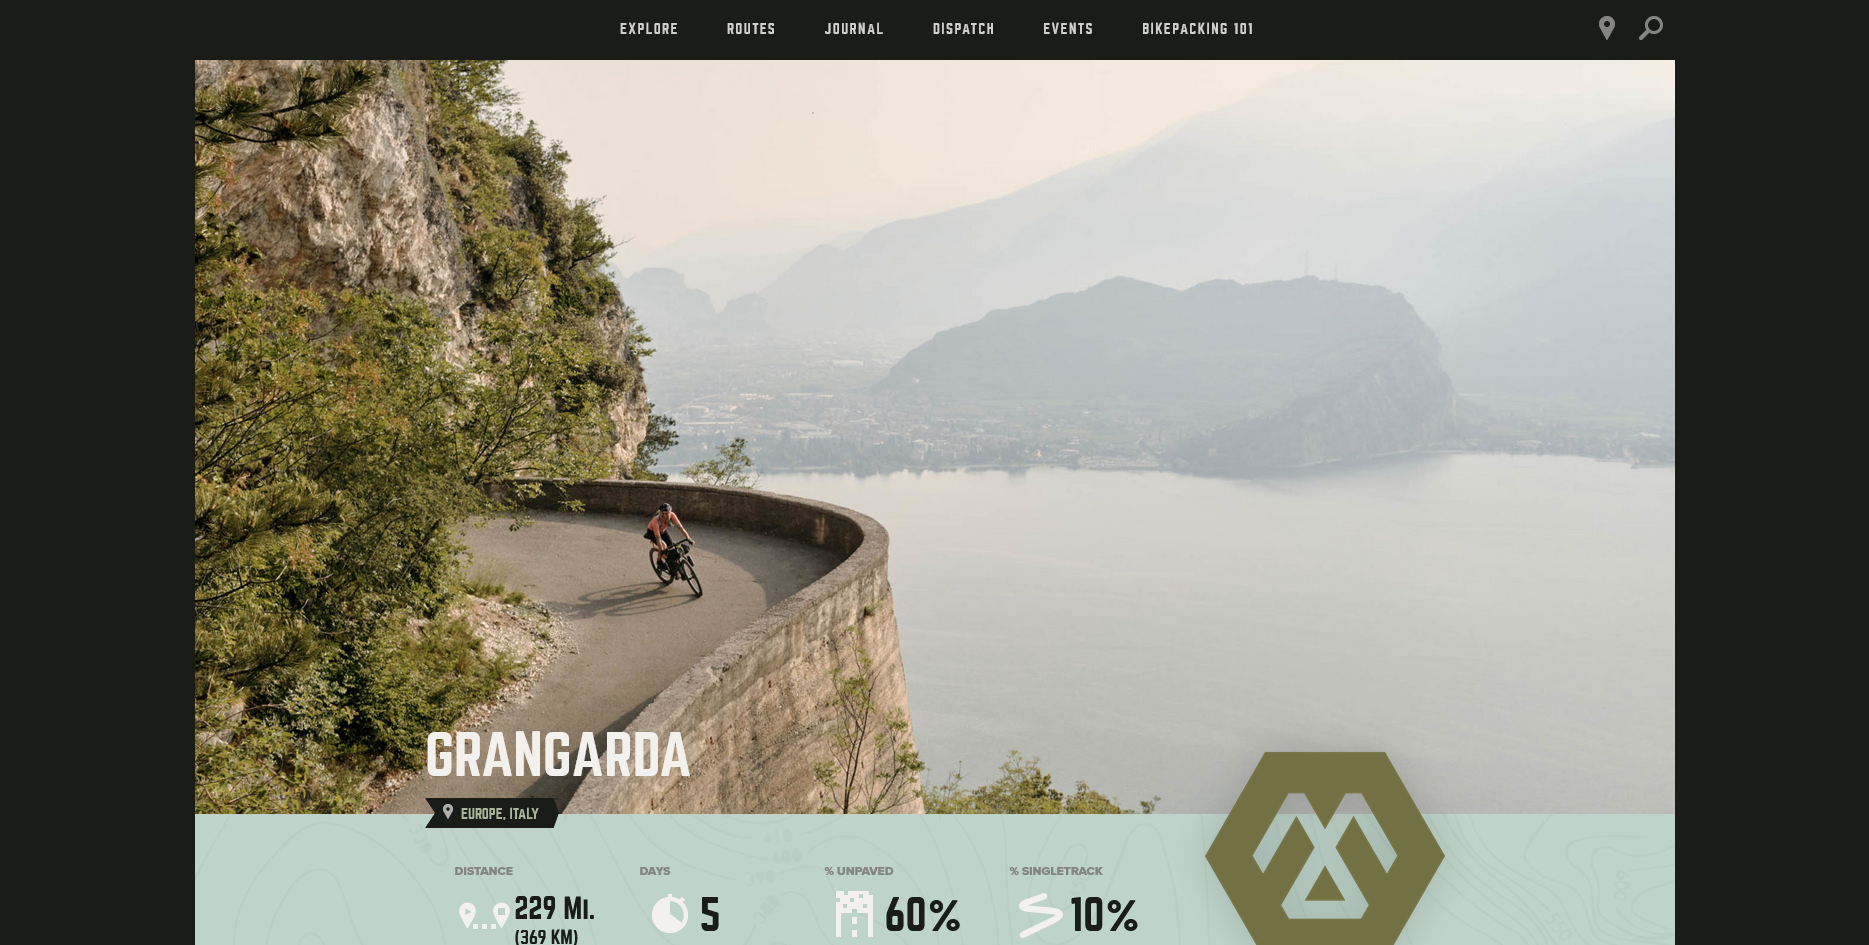 EXPLORE ROUTES JOURNAL DISPATCH EVENTS BIKEPACKING 101
GRANGARDA
EUROPE, ITALY
DISTANCE DAYS % UNPAVED % SINGLETRACK
229 MI. 5 60% 10%
(369 KM)